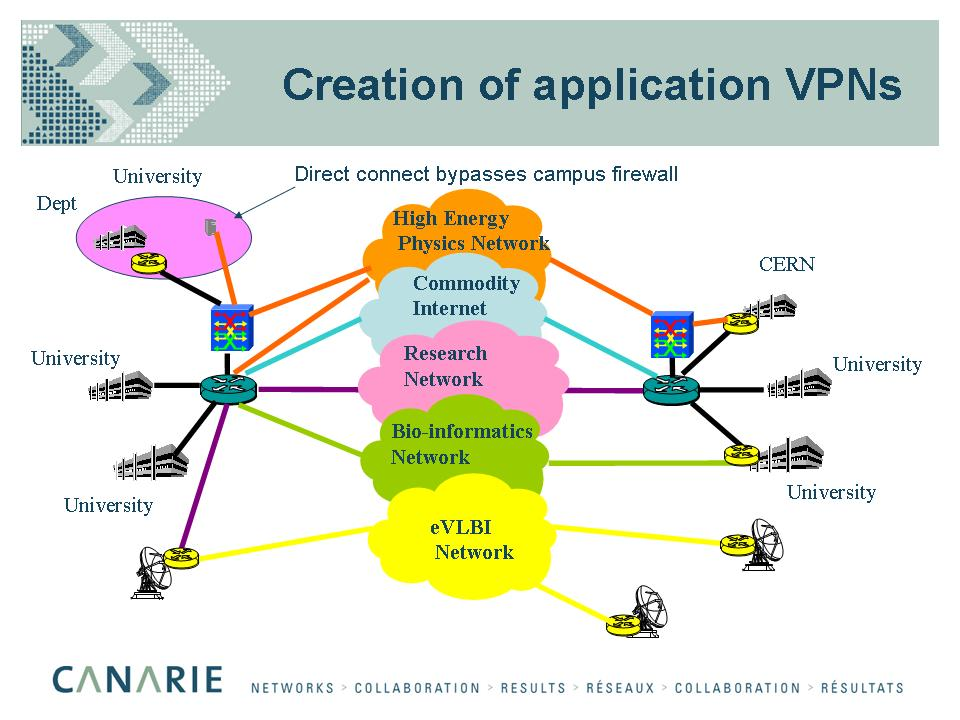 Creation of application VPNs
University
Direct connect bypasses campus firewall
Dept
High Energy
Physics Network
CERN
Commodity
Internet
University
Research
Network
University
Bio-informatics
Network
University
University
eVLBI
Network
CANARIE
NETWORKS > COLLABORATION > RESULTS > RÉSEAUX > COLLABORATION > RÉSULTATS